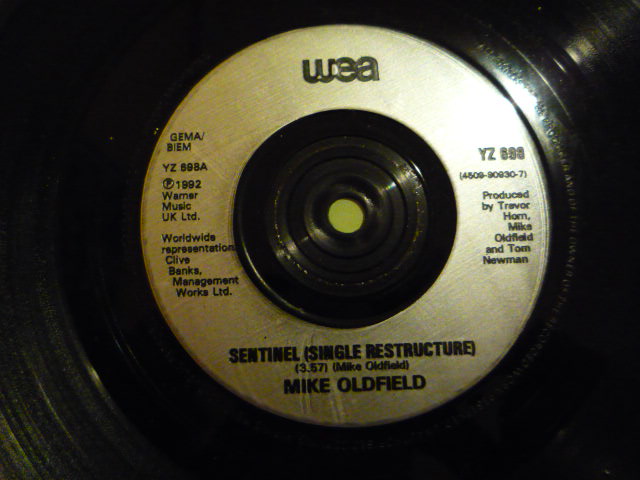 wea
GEMA/
BIEM
YZ 698A
Ⓟ1992
Warner
Music
UK Ltd.
Worldwide
representation
Clive
Banks,
Management
Works Ltd.
YZ 698
(4509-90930-7)
Produced
by Trevor
Horn,
Mike
Oldfield
and Tom
Newman
SENTINEL (SINGLE RESTRUCTURE)
(3.57) (Mike Oldfield)
MIKE OLDFIELD